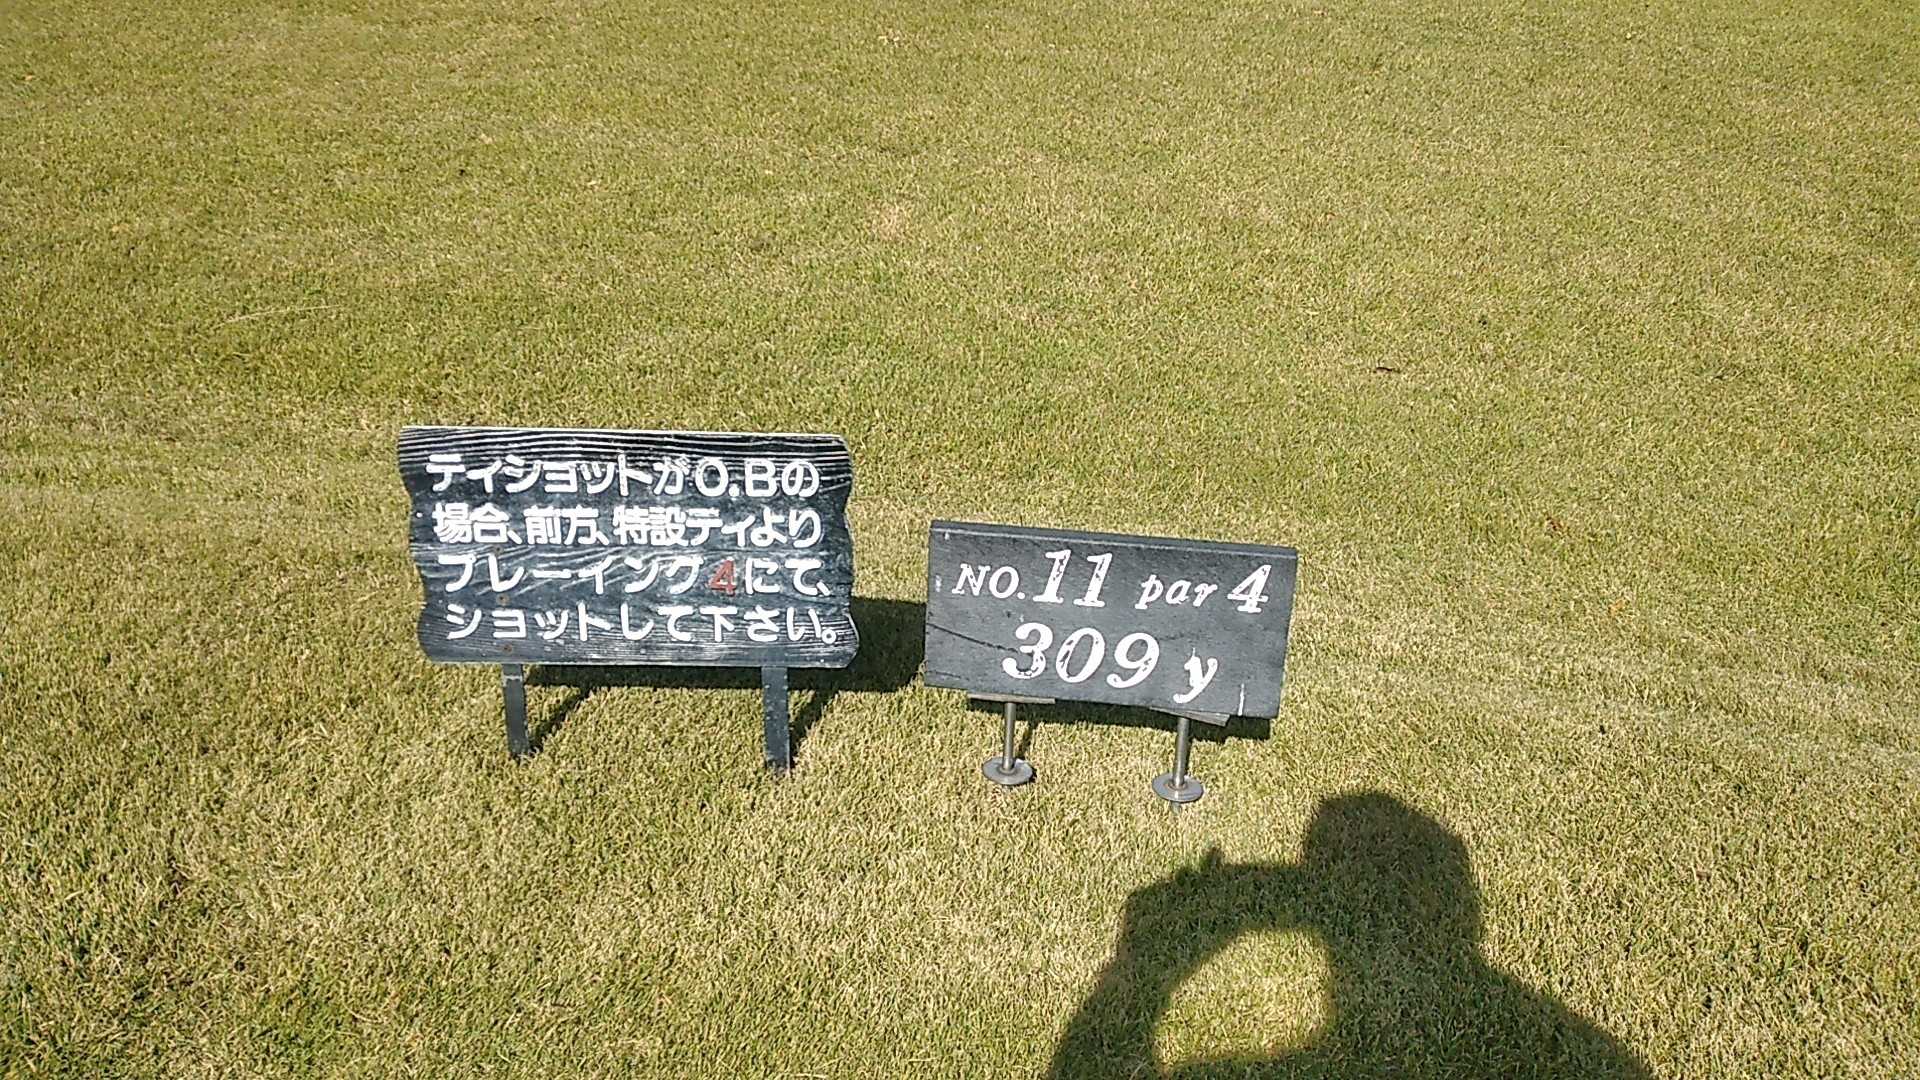 ティショットがO.Bの
場合、前方、特設ティより
プレーイング4にて、
ショットして下さい。
NO.11 par 4
309 y